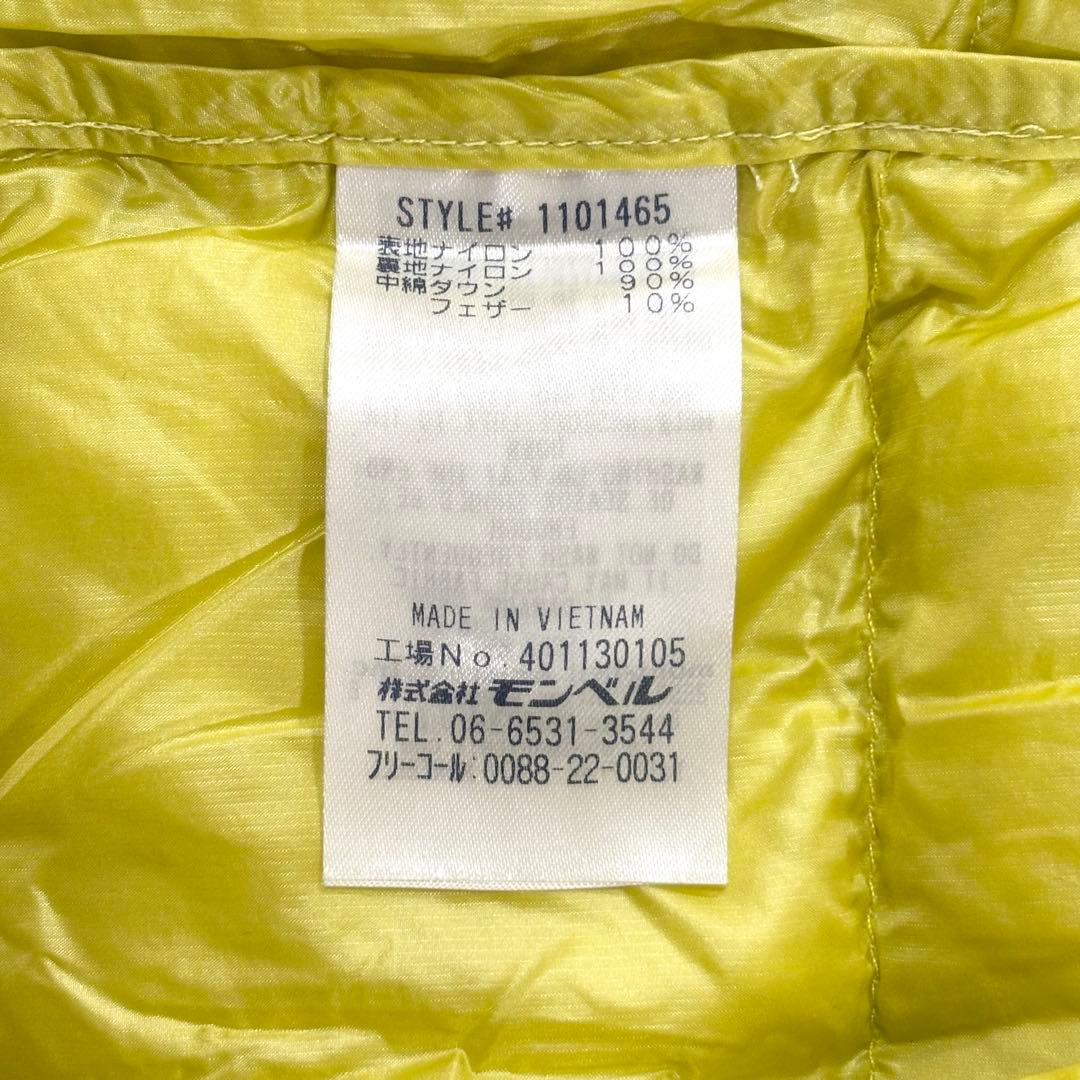 STYLE# 1101465
表地ナイロン 100%
裏地ナイロン 100%
中綿ダウン 90%
フェザー 10%
MADE IN VIETNAM
工場No. 401130105
株式会社 モンベル
TEL. 06-6531-3544
フリーコール:0088-22-0031